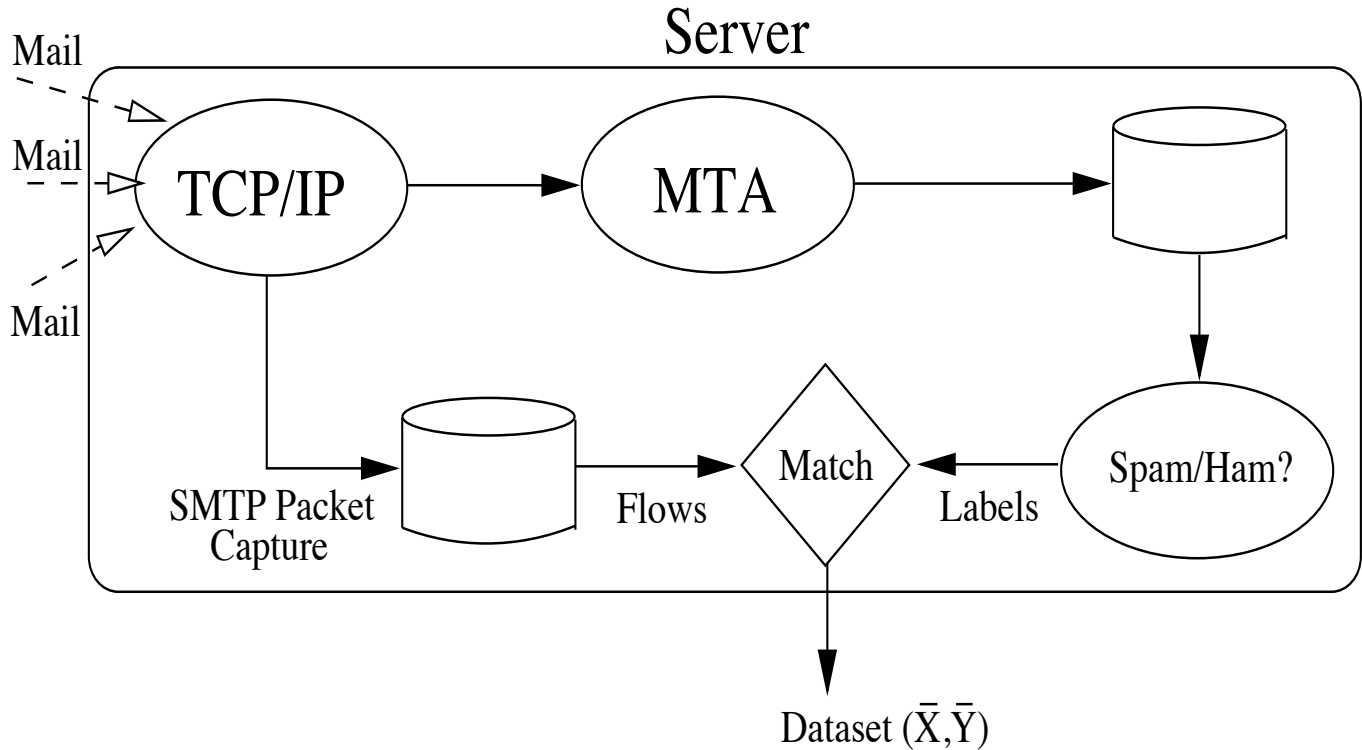 Server
Mail
Mail
Mail
TCP/IP
MTA
SMTP Packet
Capture
Flows
Match
Labels
Spam/Ham?
Dataset (X̄,Ȳ)